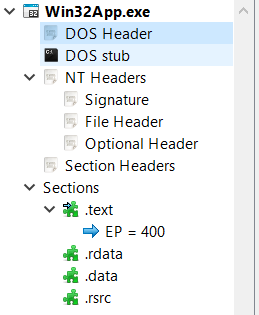 Win32App.exe
DOS Header
DOS stub
NT Headers
Signature
File Header
Optional Header
Section Headers
Sections
.text
EP = 400
.rdata
.data
.rsrc